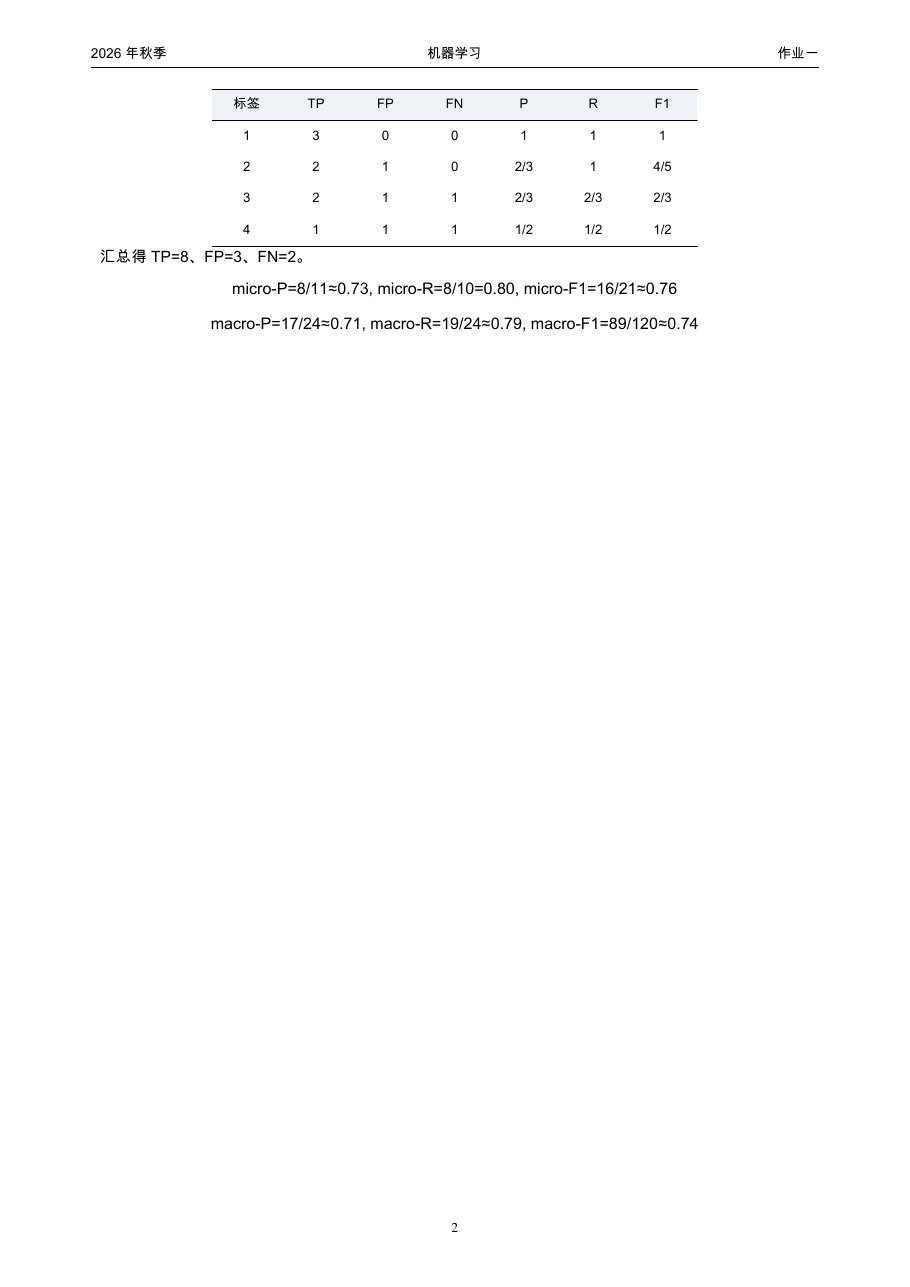 2026 年秋季 机器学习 作业一
标签 TP FP FN P R F1
1 3 0 0 1 1 1
2 2 1 0 2/3 1 4/5
3 2 1 1 2/3 2/3 2/3
4 1 1 1 1/2 1/2 1/2
汇总得 TP=8、FP=3、FN=2。
micro-P=8/11≈0.73, micro-R=8/10=0.80, micro-F1=16/21≈0.76
macro-P=17/24≈0.71, macro-R=19/24≈0.79, macro-F1=89/120≈0.74
2